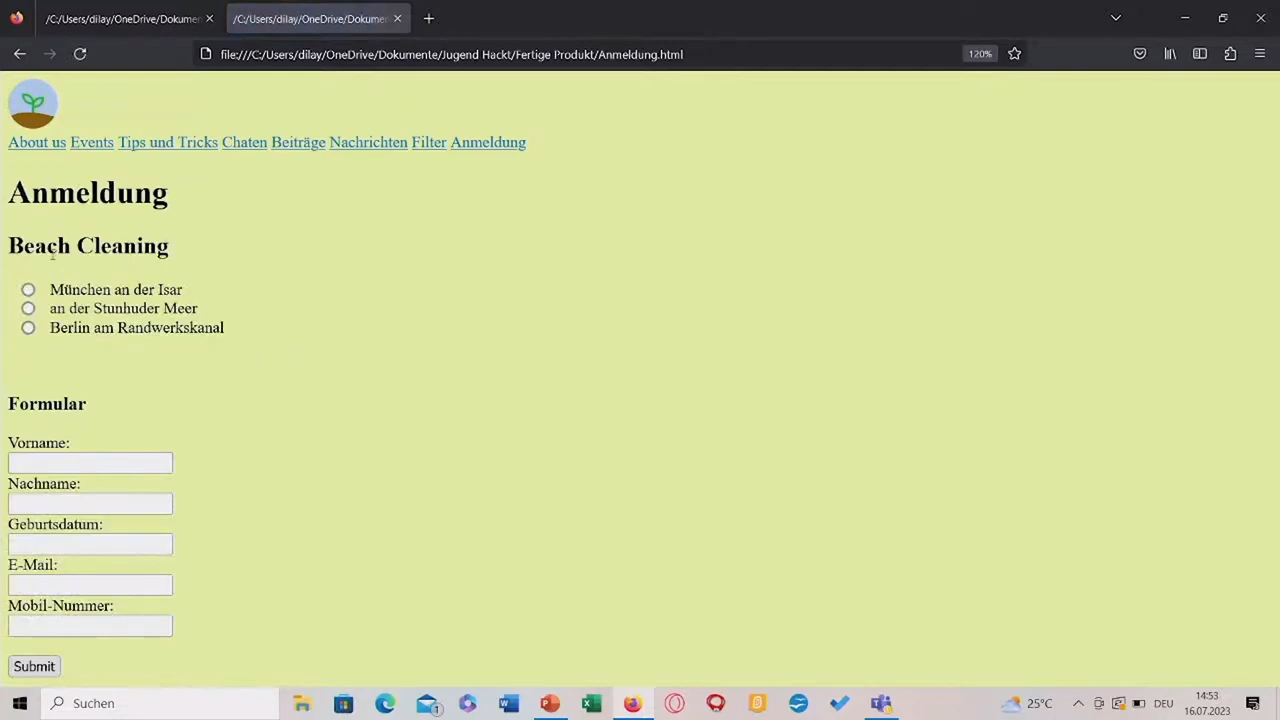 /C:/Users/dilay/OneDrive/Dokumen
/C:/Users/dilay/OneDrive/Dokumen
file:///C:/Users/dilay/OneDrive/Dokumente/Jugend Hackt/Fertige Produkt/Anmeldung.html
120%
About us Events Tips und Tricks Chaten Beiträge Nachrichten Filter Anmeldung
Anmeldung
Beach Cleaning
München an der Isar
an der Stunhuder Meer
Berlin am Randwerkskanal
Formular
Vorname:
Nachname:
Geburtsdatum:
E-Mail:
Mobil-Nummer:
Submit
Suchen
1
25°C
DEU
14:53
16.07.2023